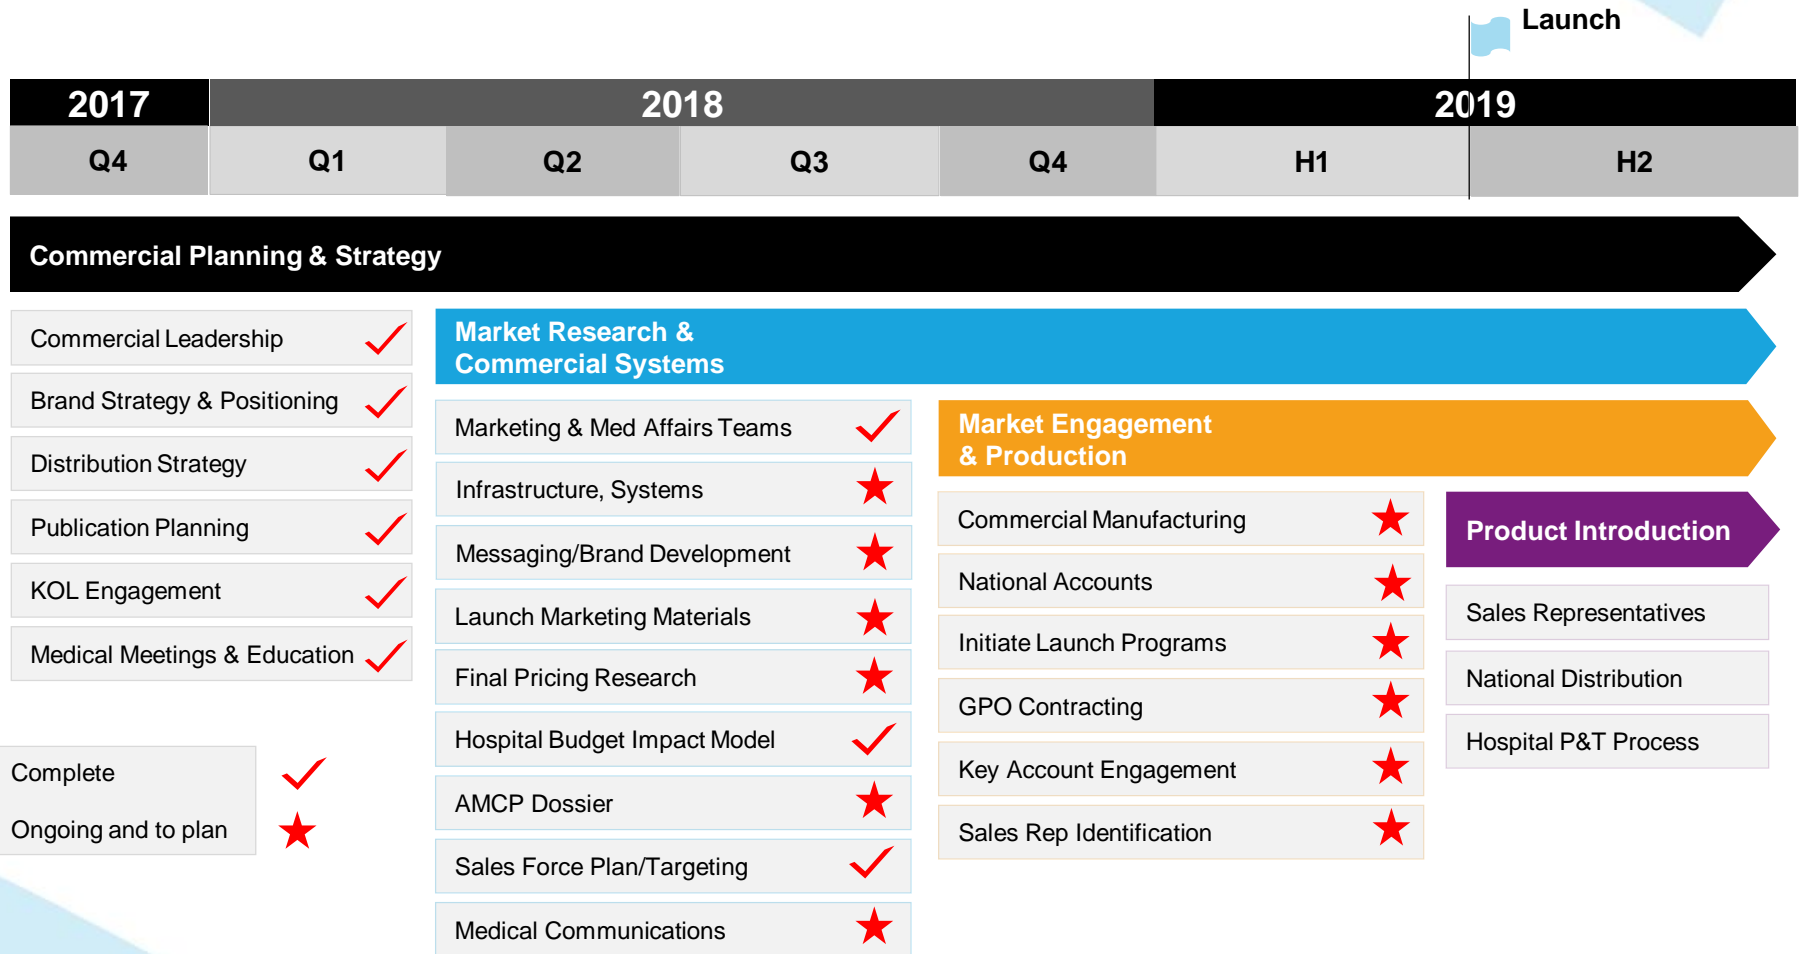 Launch
2017
2018
2019
Q4
Q1
Q2
Q3
Q4
H1
H2
Commercial Planning & Strategy
Commercial Leadership
Brand Strategy & Positioning
Distribution Strategy
Publication Planning
KOL Engagement
Medical Meetings & Education
Complete
Ongoing and to plan
Market Research &
Commercial Systems
Marketing & Med Affairs Teams
Infrastructure, Systems
Messaging/Brand Development
Launch Marketing Materials
Final Pricing Research
Hospital Budget Impact Model
AMCP Dossier
Sales Force Plan/Targeting
Medical Communications
Market Engagement
& Production
Commercial Manufacturing
National Accounts
Initiate Launch Programs
GPO Contracting
Key Account Engagement
Sales Rep Identification
Product Introduction
Sales Representatives
National Distribution
Hospital P&T Process